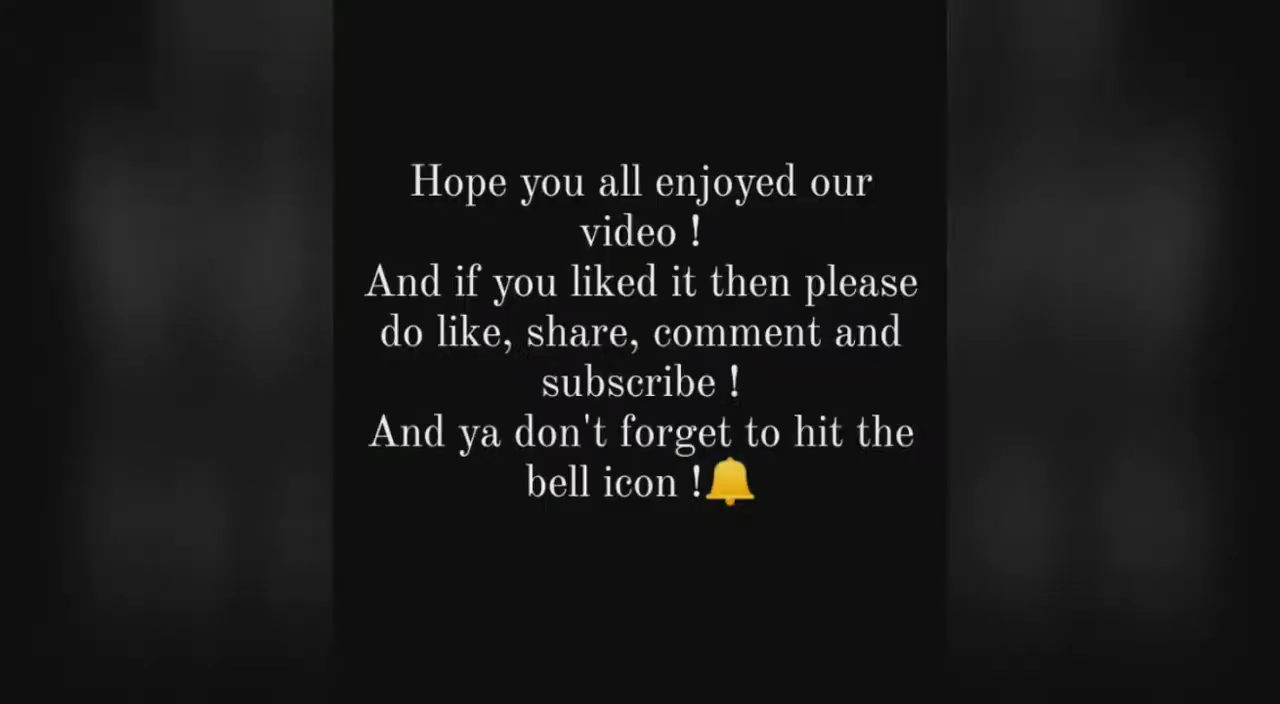 Hope you all enjoyed our
video !
And if you liked it then please
do like, share, comment and
subscribe !
And ya don't forget to hit the
bell icon !🔔